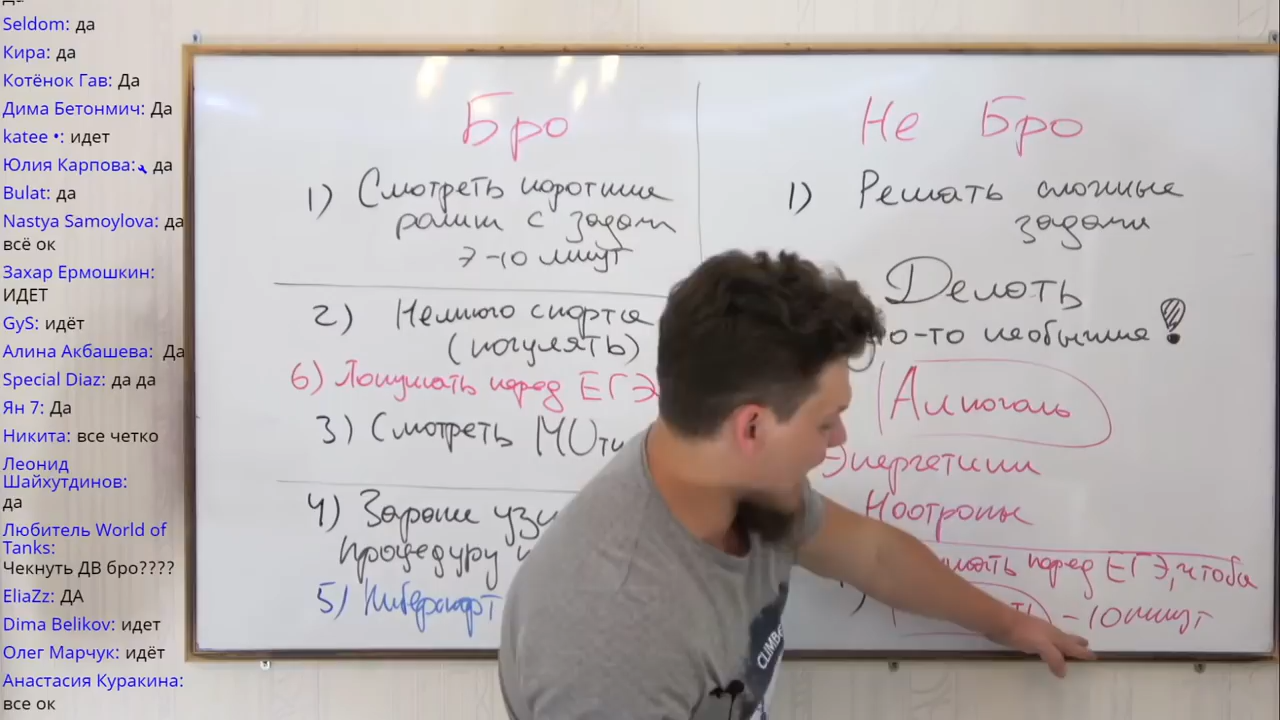 да
Seldom: да
Кира: да
Котёнок Гав: Да
Дима Бетонмич: Да
katee •: идет
Юлия Карпова: да
Bulat: да
Nastya Samoylova: да
всё ок
Захар Ермошкин:
ИДЕТ
GyS: идёт
Алина Акбашева: Да
Special Diaz: да да
Ян 7: Да
Никита: все четко
Леонид
Шайхутдинов:
да
Любитель World of
Tanks:
Чекнуть ДВ бро????
EliaZz: ДА
Dima Belikov: идет
Олег Марчук: идёт
Анастасия Куракина:
все ок
Бро
1) Смотреть короткие
ролики с задач
7-10 минут
2) Немного спорта
(погулять)
6) Покушать перед ЕГЭ
3) Смотреть
4) Заранее узн
процедуру
5) Киберспорт
Не Бро
1) Решать сложные
задачи
Делать
о-то необычное!
Алкоголь
Энергетики
Ноотропы
перед ЕГЭ, чтобы
- 10 минут
CLIMBE